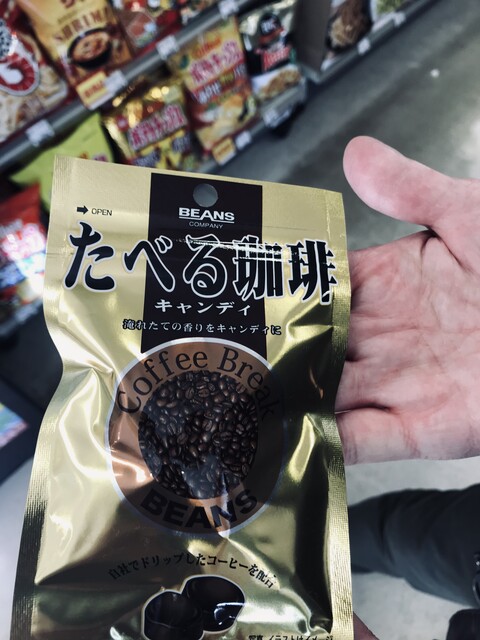 ➡ OPEN
BEANS
COMPANY
たべる珈琲
キャンディ
淹れたての香りをキャンディに
Coffee Break
BEANS
自社でドリップしたコーヒーを配合